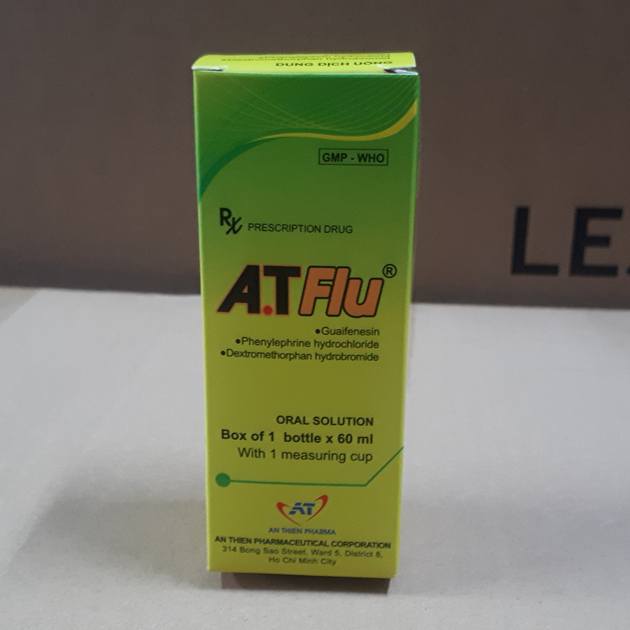 DUNG DỊCH UỐNG
GMP - WHO
Rx PRESCRIPTION DRUG
A.T Flu®
•Guaifenesin
•Phenylephrine hydrochloride
•Dextromethorphan hydrobromide
ORAL SOLUTION
Box of 1 bottle x 60 ml
With 1 measuring cup
AT
AN THIEN PHARMA
AN THIEN PHARMACEUTICAL CORPORATION
314 Bong Sao Street, Ward 5, District 8,
Ho Chi Minh City
LE